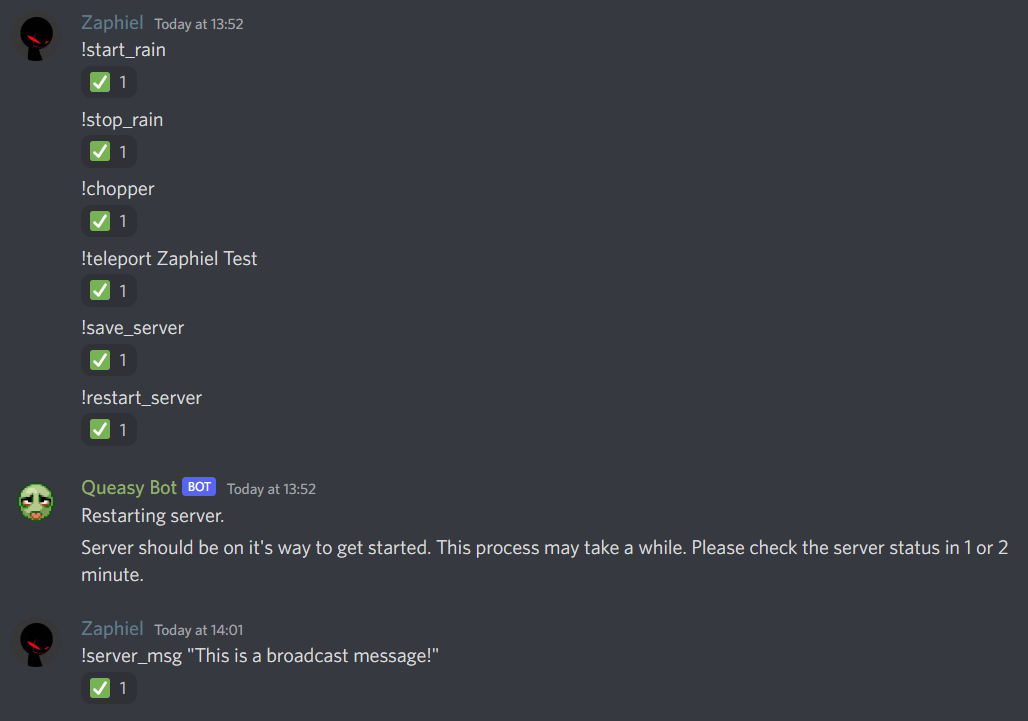 Zaphiel Today at 13:52
!start_rain
✅ 1
!stop_rain
✅ 1
!chopper
✅ 1
!teleport Zaphiel Test
✅ 1
!save_server
✅ 1
!restart_server
✅ 1
Queasy Bot BOT Today at 13:52
Restarting server.
Server should be on it's way to get started. This process may take a while. Please check the server status in 1 or 2
minute.
Zaphiel Today at 14:01
!server_msg "This is a broadcast message!"
✅ 1